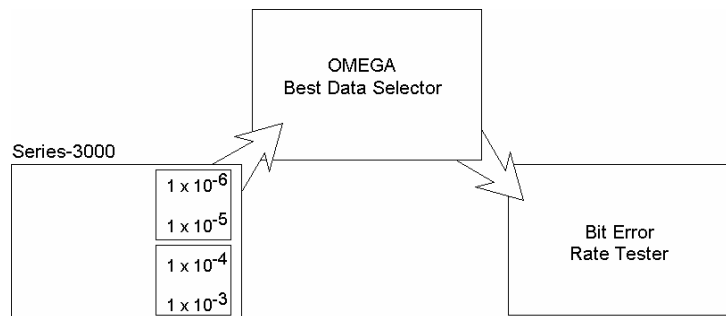 OMEGA
Best Data Selector
Series-3000
1 x 10⁻⁶
1 x 10⁻⁵
1 x 10⁻⁴
1 x 10⁻³
Bit Error
Rate Tester